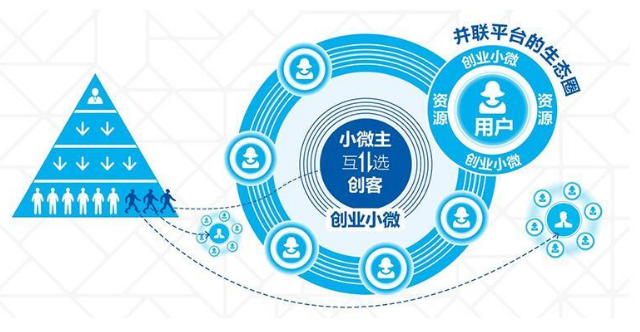 并联平台的生态圈
创业小微
资源
用户
资源
创业小微
小微主
互选
创客
创业小微